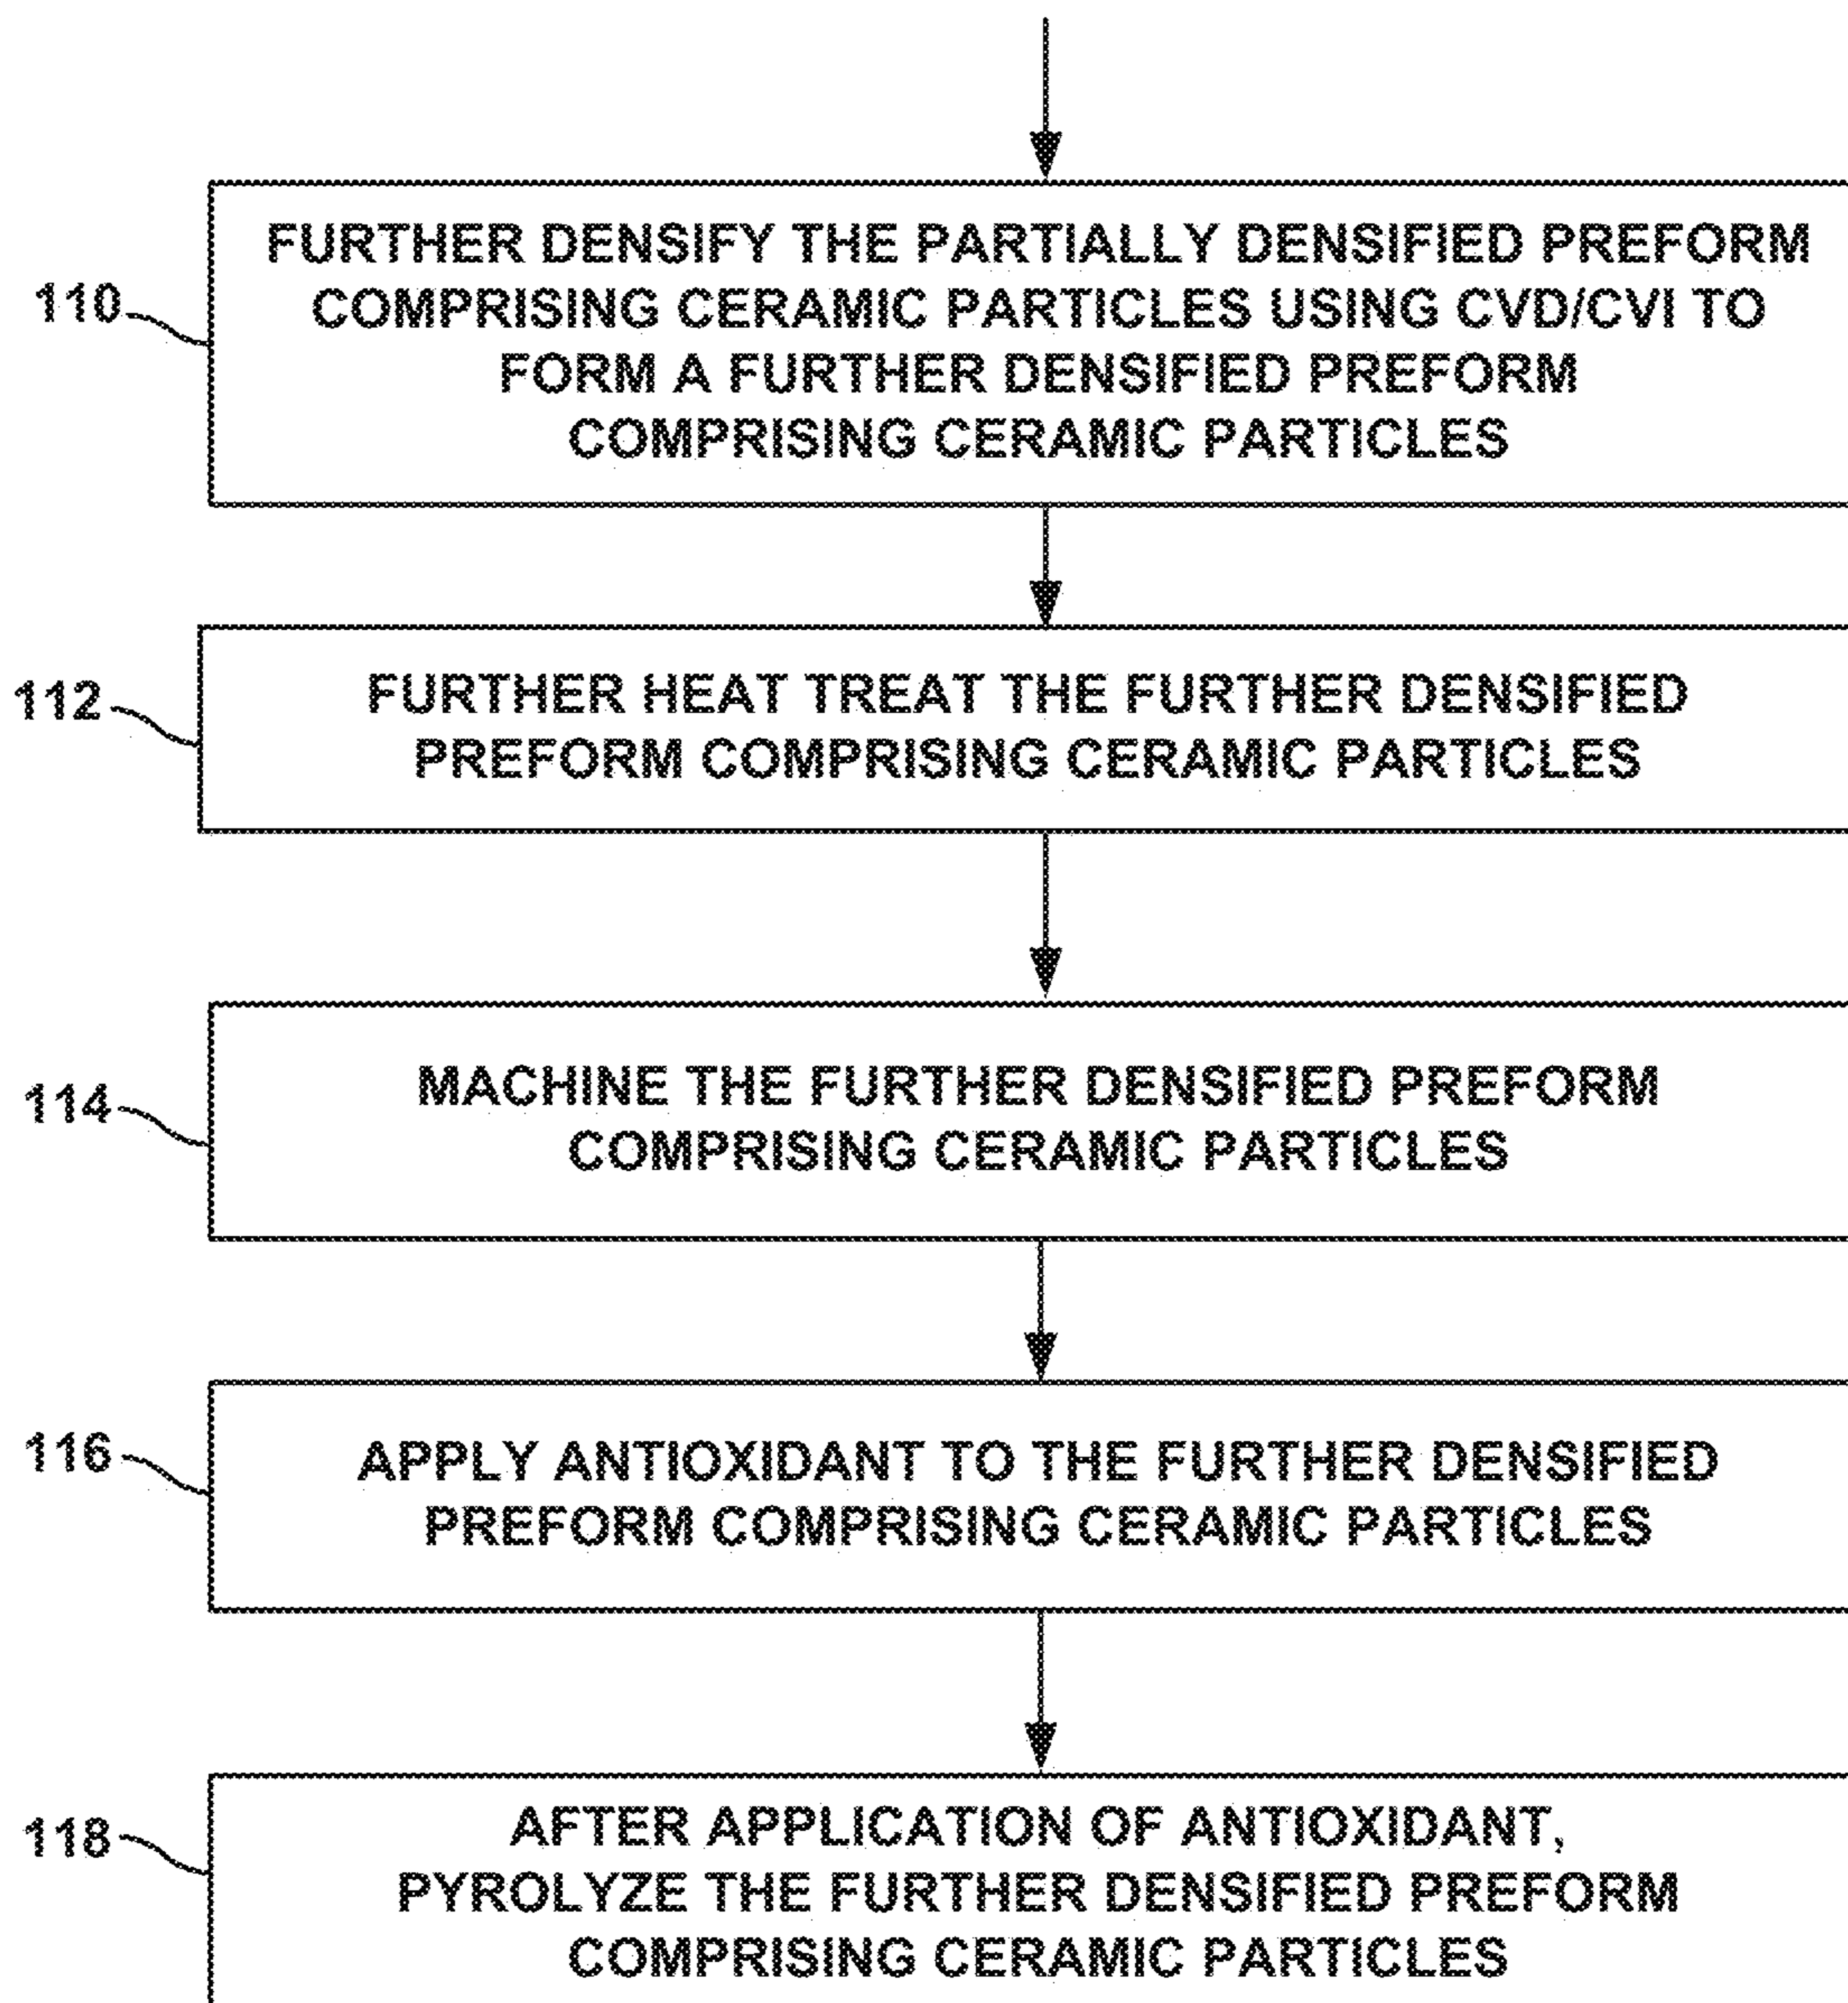 110
FURTHER DENSIFY THE PARTIALLY DENSIFIED PREFORM
COMPRISING CERAMIC PARTICLES USING CVD/CVI TO
FORM A FURTHER DENSIFIED PREFORM
COMPRISING CERAMIC PARTICLES
112
FURTHER HEAT TREAT THE FURTHER DENSIFIED
PREFORM COMPRISING CERAMIC PARTICLES
114
MACHINE THE FURTHER DENSIFIED PREFORM
COMPRISING CERAMIC PARTICLES
116
APPLY ANTIOXIDANT TO THE FURTHER DENSIFIED
PREFORM COMPRISING CERAMIC PARTICLES
118
AFTER APPLICATION OF ANTIOXIDANT,
PYROLYZE THE FURTHER DENSIFIED PREFORM
COMPRISING CERAMIC PARTICLES